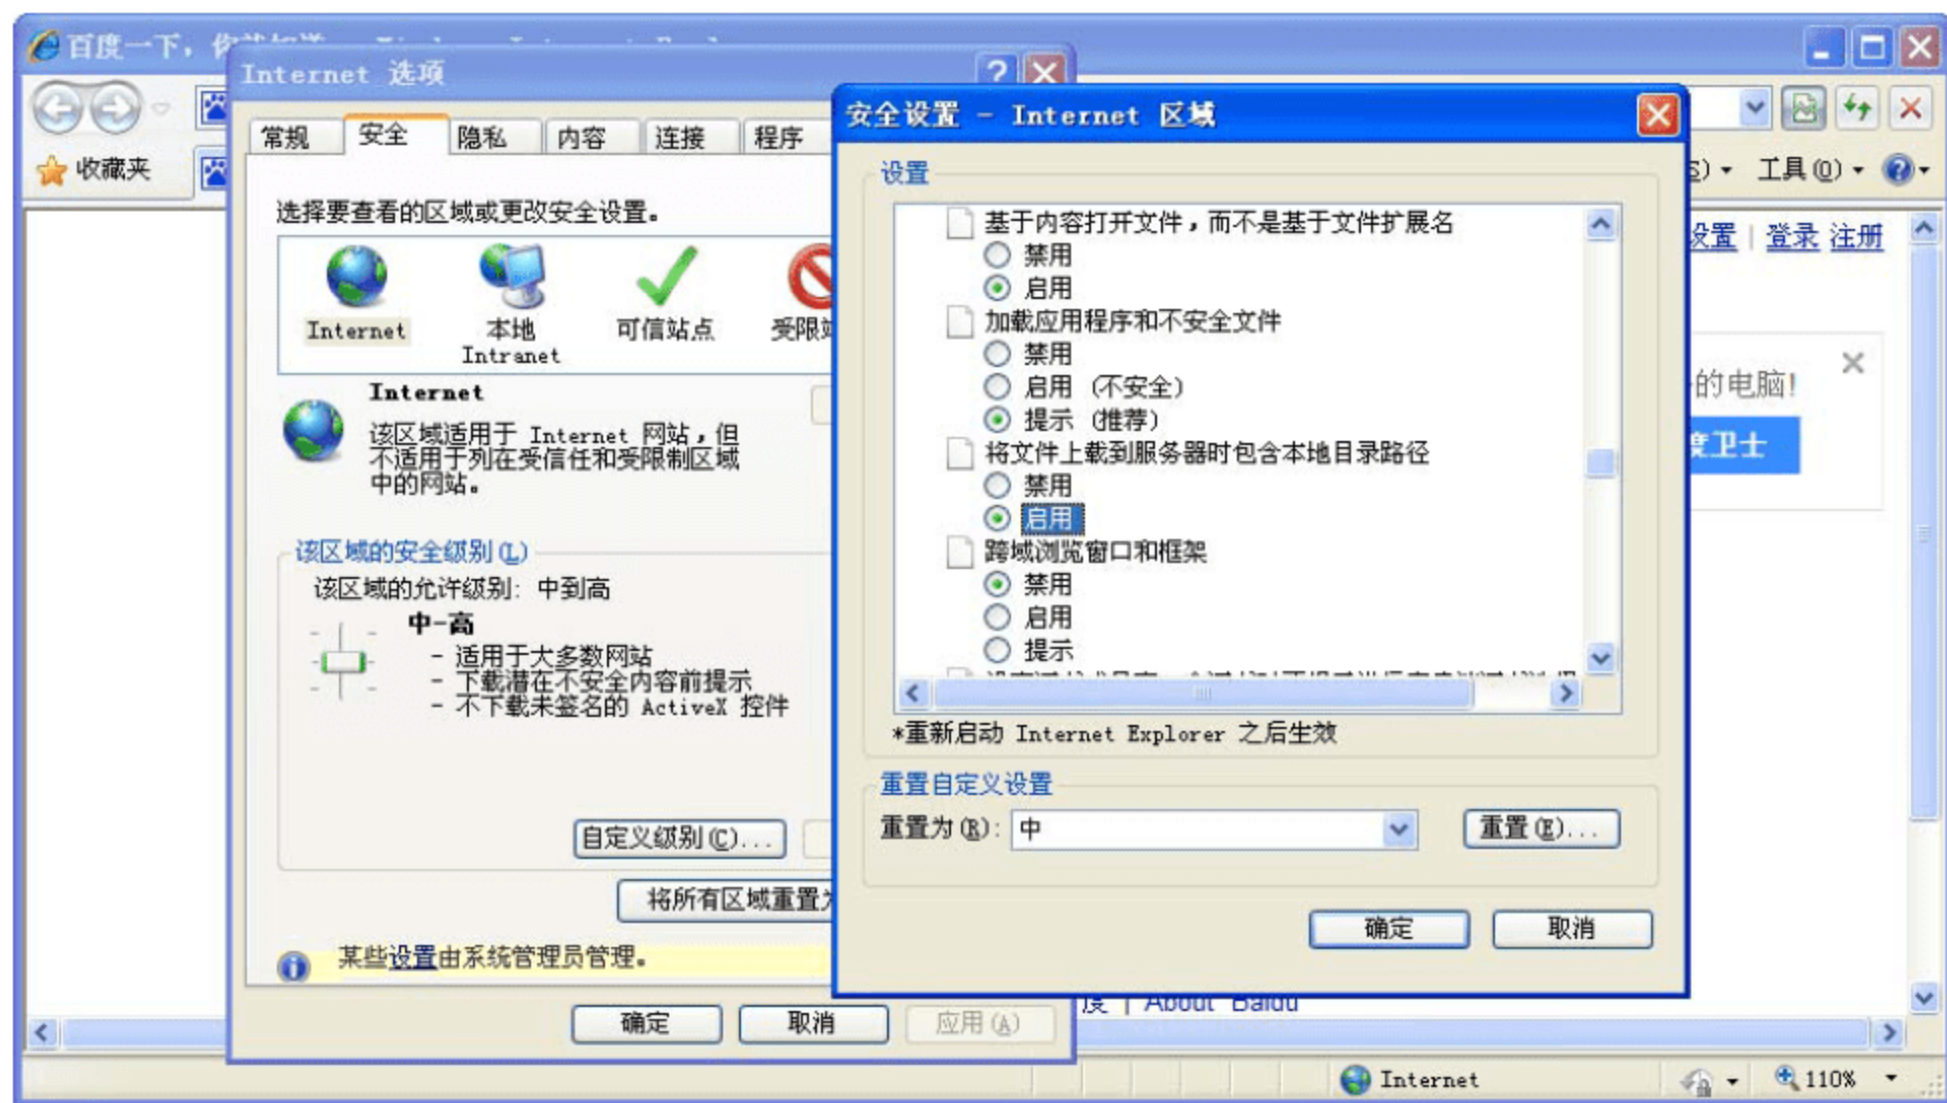 百度一下，
Internet 选项
安全设置 - Internet 区域
收藏夹
工具(O)
常规 安全 隐私 内容 连接 程序
选择要查看的区域或更改安全设置。
Internet
本地
Intranet
可信站点
受限
Internet
该区域适用于 Internet 网站，但
不适用于列在受信任和受限制区域
中的网站。
该区域的安全级别(L)
该区域的允许级别：中到高
中-高
- 适用于大多数网站
- 下载潜在不安全内容前提示
- 不下载未签名的 ActiveX 控件
自定义级别(C)...
将所有区域重置
某些设置由系统管理员管理。
确定 取消 应用(A)
设置
基于内容打开文件，而不是基于文件扩展名
禁用
启用
加载应用程序和不安全文件
禁用
启用 (不安全)
提示 (推荐)
将文件上载到服务器时包含本地目录路径
禁用
启用
跨域浏览窗口和框架
禁用
启用
提示
*重新启动 Internet Explorer 之后生效
重置自定义设置
重置为(R)： 中 重置(E)...
确定 取消
设置 | 登录 注册
的电脑!
卫士
度 | About Baidu
Internet 110%